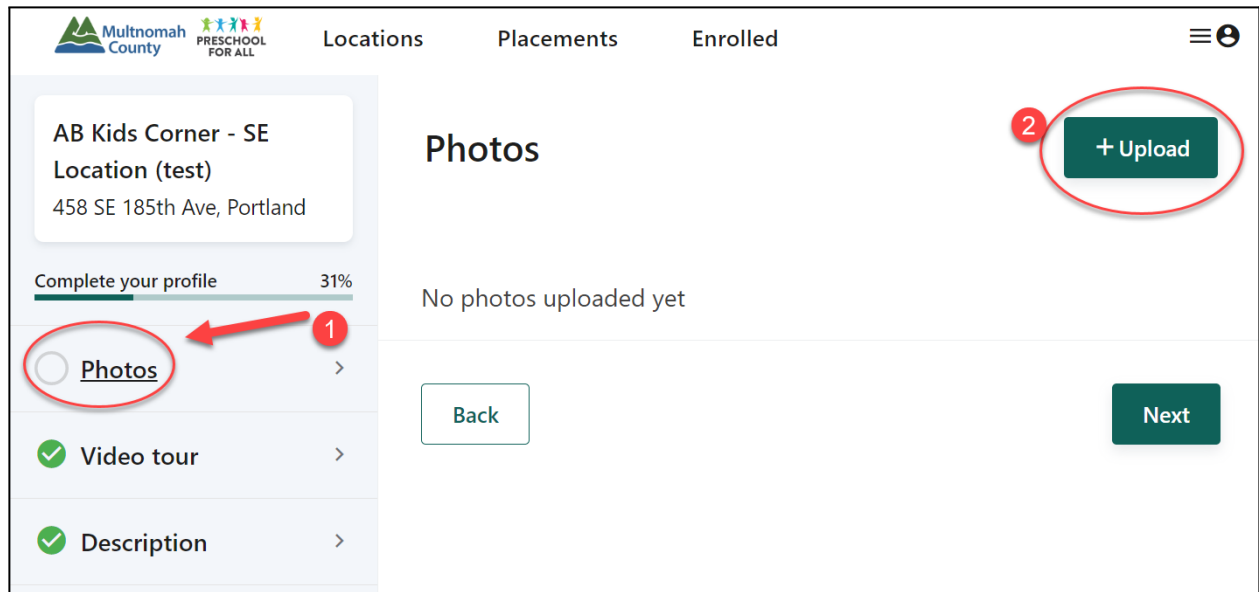 Multnomah
County
PRESCHOOL
FOR ALL
Locations
Placements
Enrolled
AB Kids Corner - SE
Location (test)
458 SE 185th Ave, Portland
Complete your profile 31%
1
Photos
Video tour
Description
Photos
2
+ Upload
No photos uploaded yet
Back
Next